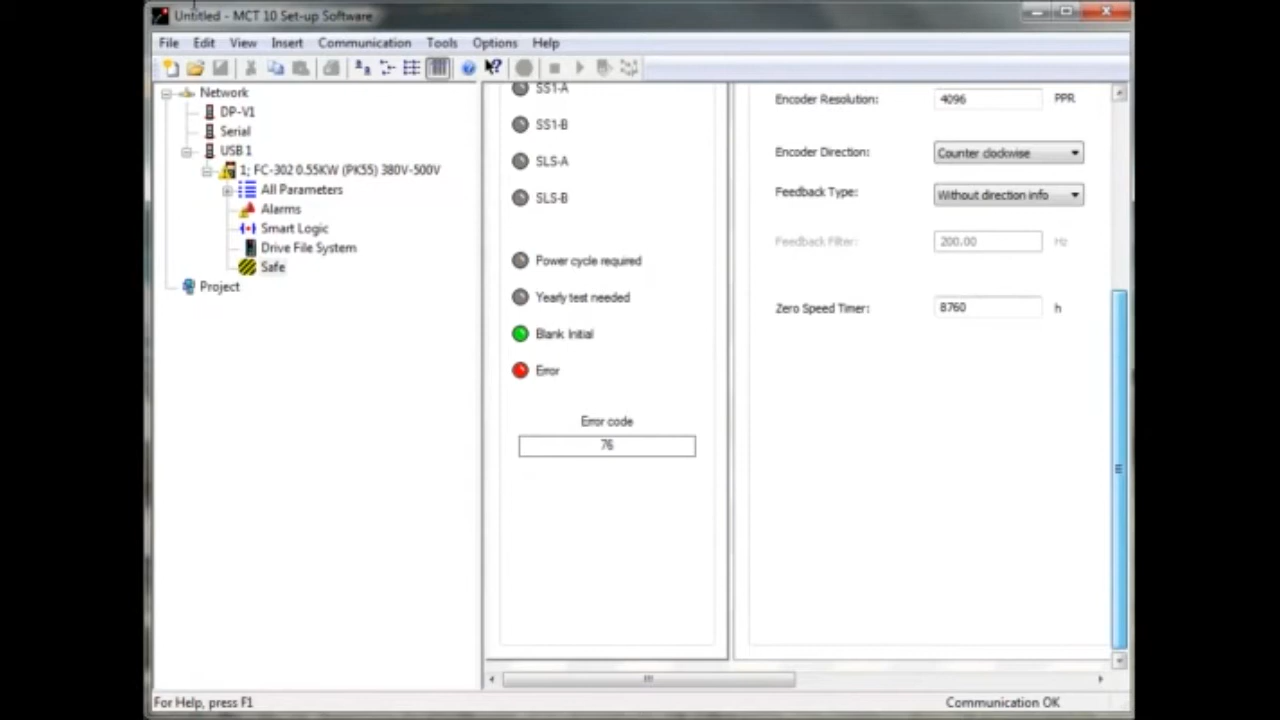 Untitled - MCT 10 Set-up Software
File Edit View Insert Communication Tools Options Help
Network
DP-V1
Serial
USB 1
1; FC-302 0.55KW (PK55) 380V-500V
All Parameters
Alarms
Smart Logic
Drive File System
Safe
Project
SS1-A
SS1-B
SLS-A
SLS-B
Power cycle required
Yearly test needed
Blank Initial
Error
Error code
76
Encoder Resolution: 4096 PPR
Encoder Direction: Counter clockwise
Feedback Type: Without direction info
Feedback Filter: 200.00 Hz
Zero Speed Timer: 8760 h
For Help, press F1
Communication OK